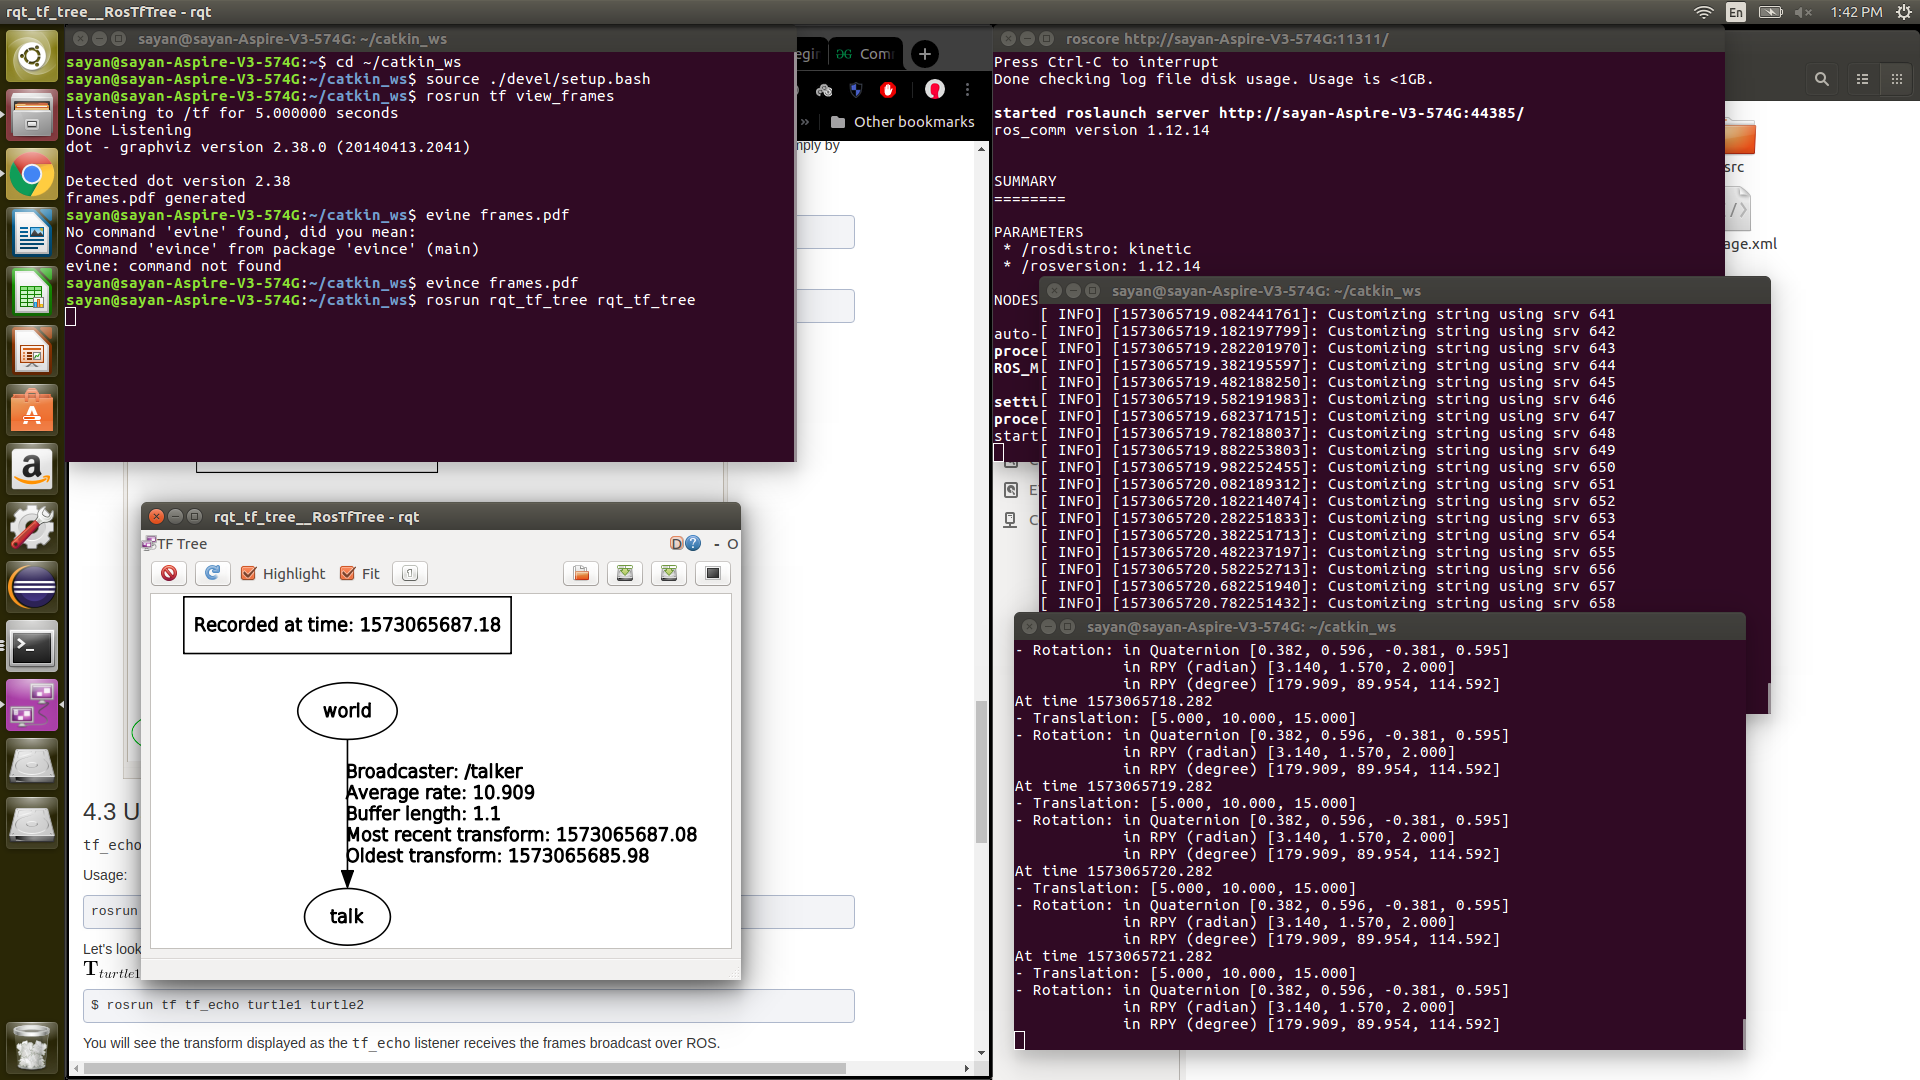 rqt_tf_tree__RosTfTree - rqt
En
1:42 PM
sayan@sayan-Aspire-V3-574G: ~/catkin_ws
sayan@sayan-Aspire-V3-574G:~$ cd ~/catkin_ws
sayan@sayan-Aspire-V3-574G:~/catkin_ws$ source ./devel/setup.bash
sayan@sayan-Aspire-V3-574G:~/catkin_ws$ rosrun tf view_frames
Listening to /tf for 5.000000 seconds
Done Listening
dot - graphviz version 2.38.0 (20140413.2041)
Detected dot version 2.38
frames.pdf generated
sayan@sayan-Aspire-V3-574G:~/catkin_ws$ evine frames.pdf
No command 'evine' found, did you mean:
 Command 'evince' from package 'evince' (main)
evine: command not found
sayan@sayan-Aspire-V3-574G:~/catkin_ws$ evince frames.pdf
sayan@sayan-Aspire-V3-574G:~/catkin_ws$ rosrun rqt_tf_tree rqt_tf_tree
egir
Com
Other bookmarks
mply by
rqt_tf_tree__RosTfTree - rqt
TF Tree
D
- O
Highlight
Fit
Recorded at time: 1573065687.18
world
Broadcaster: /talker
Average rate: 10.909
Buffer length: 1.1
Most recent transform: 1573065687.08
Oldest transform: 1573065685.98
talk
4.3 U
tf_echo
Usage:
rosrun
Let's look
T turtle1
$ rosrun tf tf_echo turtle1 turtle2
You will see the transform displayed as the tf_echo listener receives the frames broadcast over ROS.
roscore http://sayan-Aspire-V3-574G:11311/
Press Ctrl-C to interrupt
Done checking log file disk usage. Usage is <1GB.
started roslaunch server http://sayan-Aspire-V3-574G:44385/
ros_comm version 1.12.14
SUMMARY
========
PARAMETERS
 * /rosdistro: kinetic
 * /rosversion: 1.12.14
NODES
auto-
proce
ROS_M
setti
proce
start
src
age.xml
sayan@sayan-Aspire-V3-574G: ~/catkin_ws
[ INFO] [1573065719.082441761]: Customizing string using srv 641
[ INFO] [1573065719.182197799]: Customizing string using srv 642
[ INFO] [1573065719.282201970]: Customizing string using srv 643
[ INFO] [1573065719.382195597]: Customizing string using srv 644
[ INFO] [1573065719.482188250]: Customizing string using srv 645
[ INFO] [1573065719.582191983]: Customizing string using srv 646
[ INFO] [1573065719.682371715]: Customizing string using srv 647
[ INFO] [1573065719.782188037]: Customizing string using srv 648
[ INFO] [1573065719.882253803]: Customizing string using srv 649
[ INFO] [1573065719.982252455]: Customizing string using srv 650
[ INFO] [1573065720.082189312]: Customizing string using srv 651
[ INFO] [1573065720.182214074]: Customizing string using srv 652
[ INFO] [1573065720.282251833]: Customizing string using srv 653
[ INFO] [1573065720.382251713]: Customizing string using srv 654
[ INFO] [1573065720.482237197]: Customizing string using srv 655
[ INFO] [1573065720.582252713]: Customizing string using srv 656
[ INFO] [1573065720.682251940]: Customizing string using srv 657
[ INFO] [1573065720.782251432]: Customizing string using srv 658
sayan@sayan-Aspire-V3-574G: ~/catkin_ws
- Rotation: in Quaternion [0.382, 0.596, -0.381, 0.595]
            in RPY (radian) [3.140, 1.570, 2.000]
            in RPY (degree) [179.909, 89.954, 114.592]
At time 1573065718.282
- Translation: [5.000, 10.000, 15.000]
- Rotation: in Quaternion [0.382, 0.596, -0.381, 0.595]
            in RPY (radian) [3.140, 1.570, 2.000]
            in RPY (degree) [179.909, 89.954, 114.592]
At time 1573065719.282
- Translation: [5.000, 10.000, 15.000]
- Rotation: in Quaternion [0.382, 0.596, -0.381, 0.595]
            in RPY (radian) [3.140, 1.570, 2.000]
            in RPY (degree) [179.909, 89.954, 114.592]
At time 1573065720.282
- Translation: [5.000, 10.000, 15.000]
- Rotation: in Quaternion [0.382, 0.596, -0.381, 0.595]
            in RPY (radian) [3.140, 1.570, 2.000]
            in RPY (degree) [179.909, 89.954, 114.592]
At time 1573065721.282
- Translation: [5.000, 10.000, 15.000]
- Rotation: in Quaternion [0.382, 0.596, -0.381, 0.595]
            in RPY (radian) [3.140, 1.570, 2.000]
            in RPY (degree) [179.909, 89.954, 114.592]